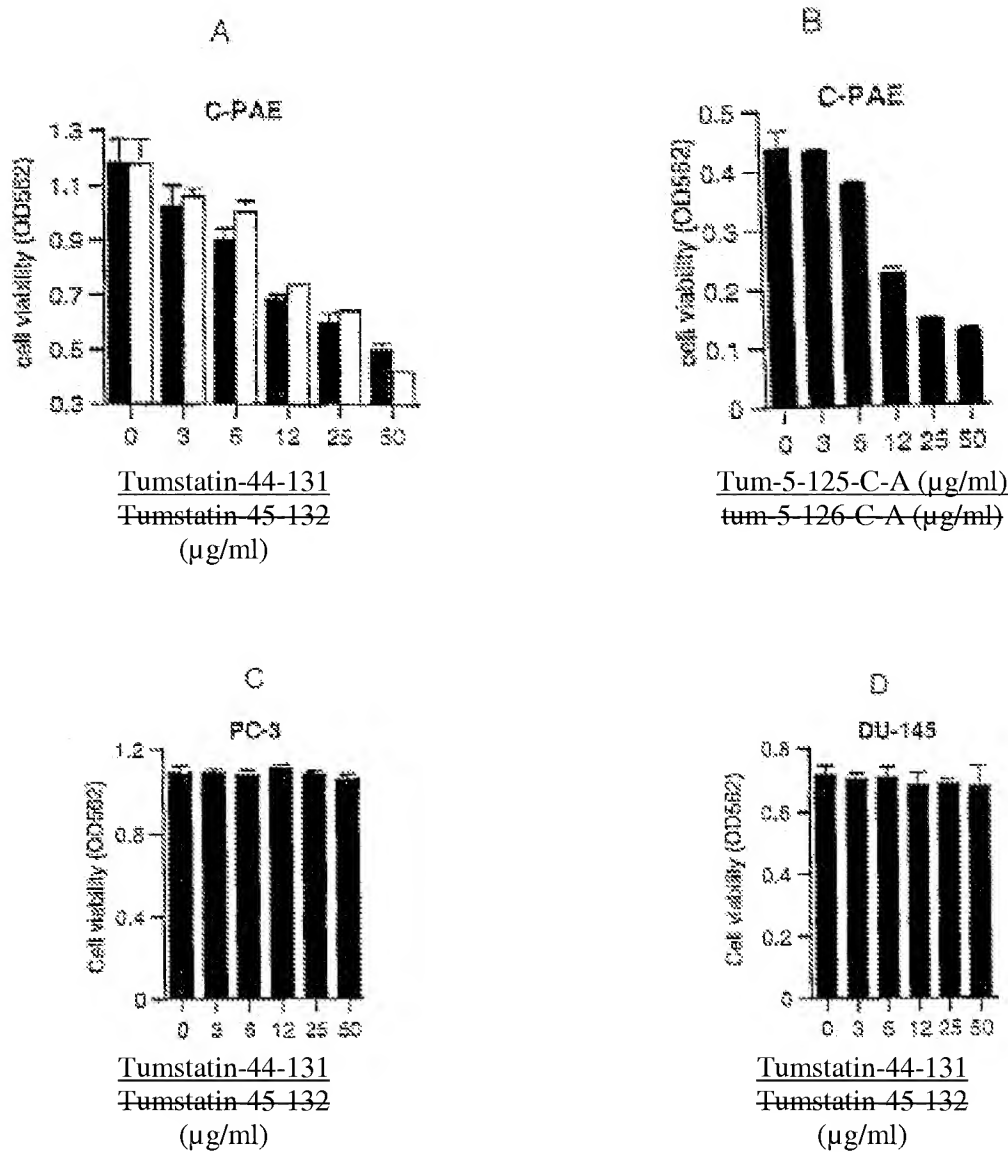 A
C-PAE
cell viability (OD562)
1.3
1.1
0.9
0.7
0.5
0.3
0 3 6 12 25 50
Tumstatin-44-131
Tumstatin-45-132
(µg/ml)
B
C-PAE
cell viability (OD562)
0.5
0.4
0.3
0.2
0.1
0
0 3 6 12 25 50
Tum-5-125-C-A (µg/ml)
tum-5-126-C-A (µg/ml)
C
PC-3
Cell viability (OD562)
1.2
0.8
0.4
0
0 3 6 12 25 50
Tumstatin-44-131
Tumstatin-45-132
(µg/ml)
D
DU-145
Cell viability (OD562)
0.8
0.6
0.4
0.2
0
0 3 6 12 25 50
Tumstatin-44-131
Tumstatin-45-132
(µg/ml)